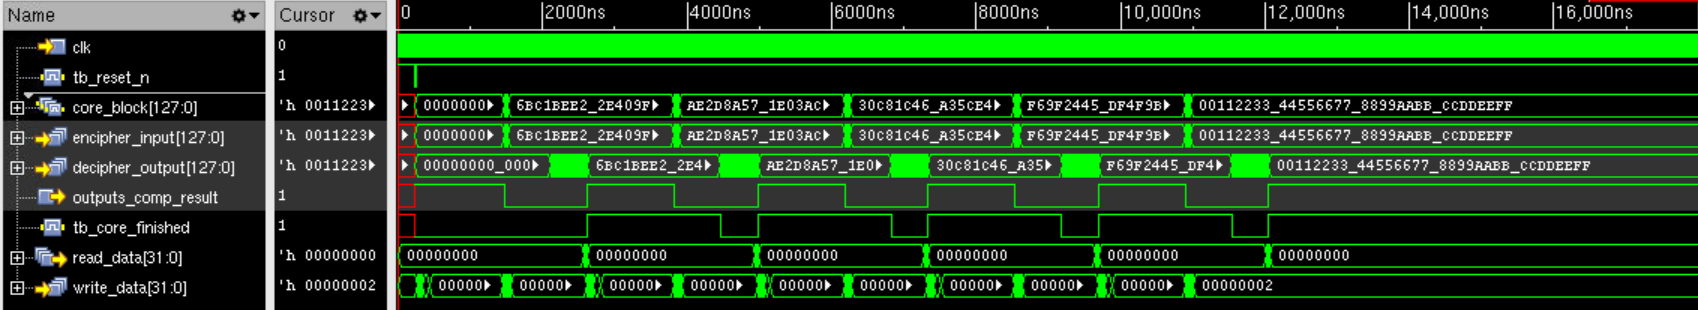 Name Cursor 0 2000ns 4000ns 6000ns 8000ns 10,000ns 12,000ns 14,000ns 16,000ns
clk 0
tb_reset_n 1
core_block[127:0] 'h 0011223 0000000 6BC1BEE2_2E409F AE2D8A57_1E03AC 30C81C46_A35CE4 F69F2445_DF4F9B 00112233_44556677_8899AABB_CCDDEEFF
encipher_input[127:0] 'h 0011223 0000000 6BC1BEE2_2E409F AE2D8A57_1E03AC 30C81C46_A35CE4 F69F2445_DF4F9B 00112233_44556677_8899AABB_CCDDEEFF
decipher_output[127:0] 'h 0011223 00000000_000 6BC1BEE2_2E4 AE2D8A57_1E0 30C81C46_A35 F69F2445_DF4 00112233_44556677_8899AABB_CCDDEEFF
outputs_comp_result 1
tb_core_finished 1
read_data[31:0] 'h 00000000 00000000 00000000 00000000 00000000 00000000 00000000
write_data[31:0] 'h 00000002 00000 00000 00000 00000 00000 00000 00000 00000 00000 00000002